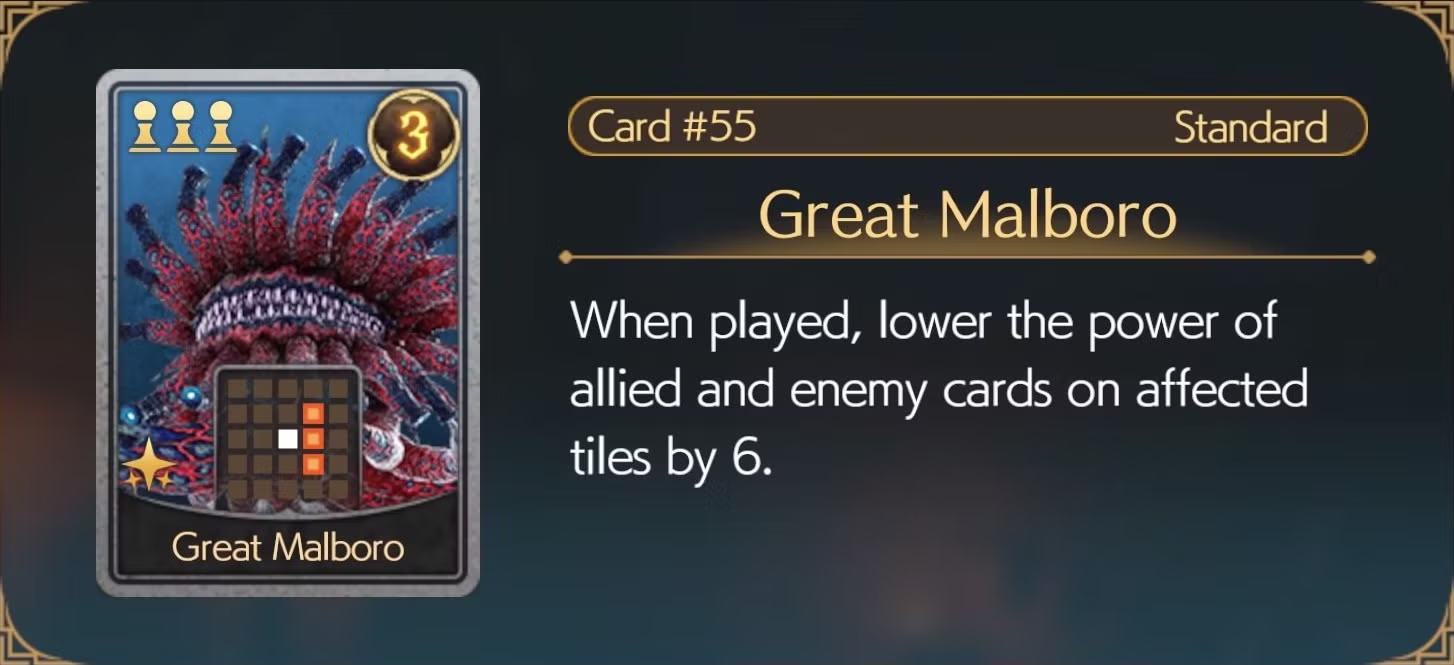 3
Card #55 Standard
Great Malboro
When played, lower the power of
allied and enemy cards on affected
tiles by 6.
Great Malboro